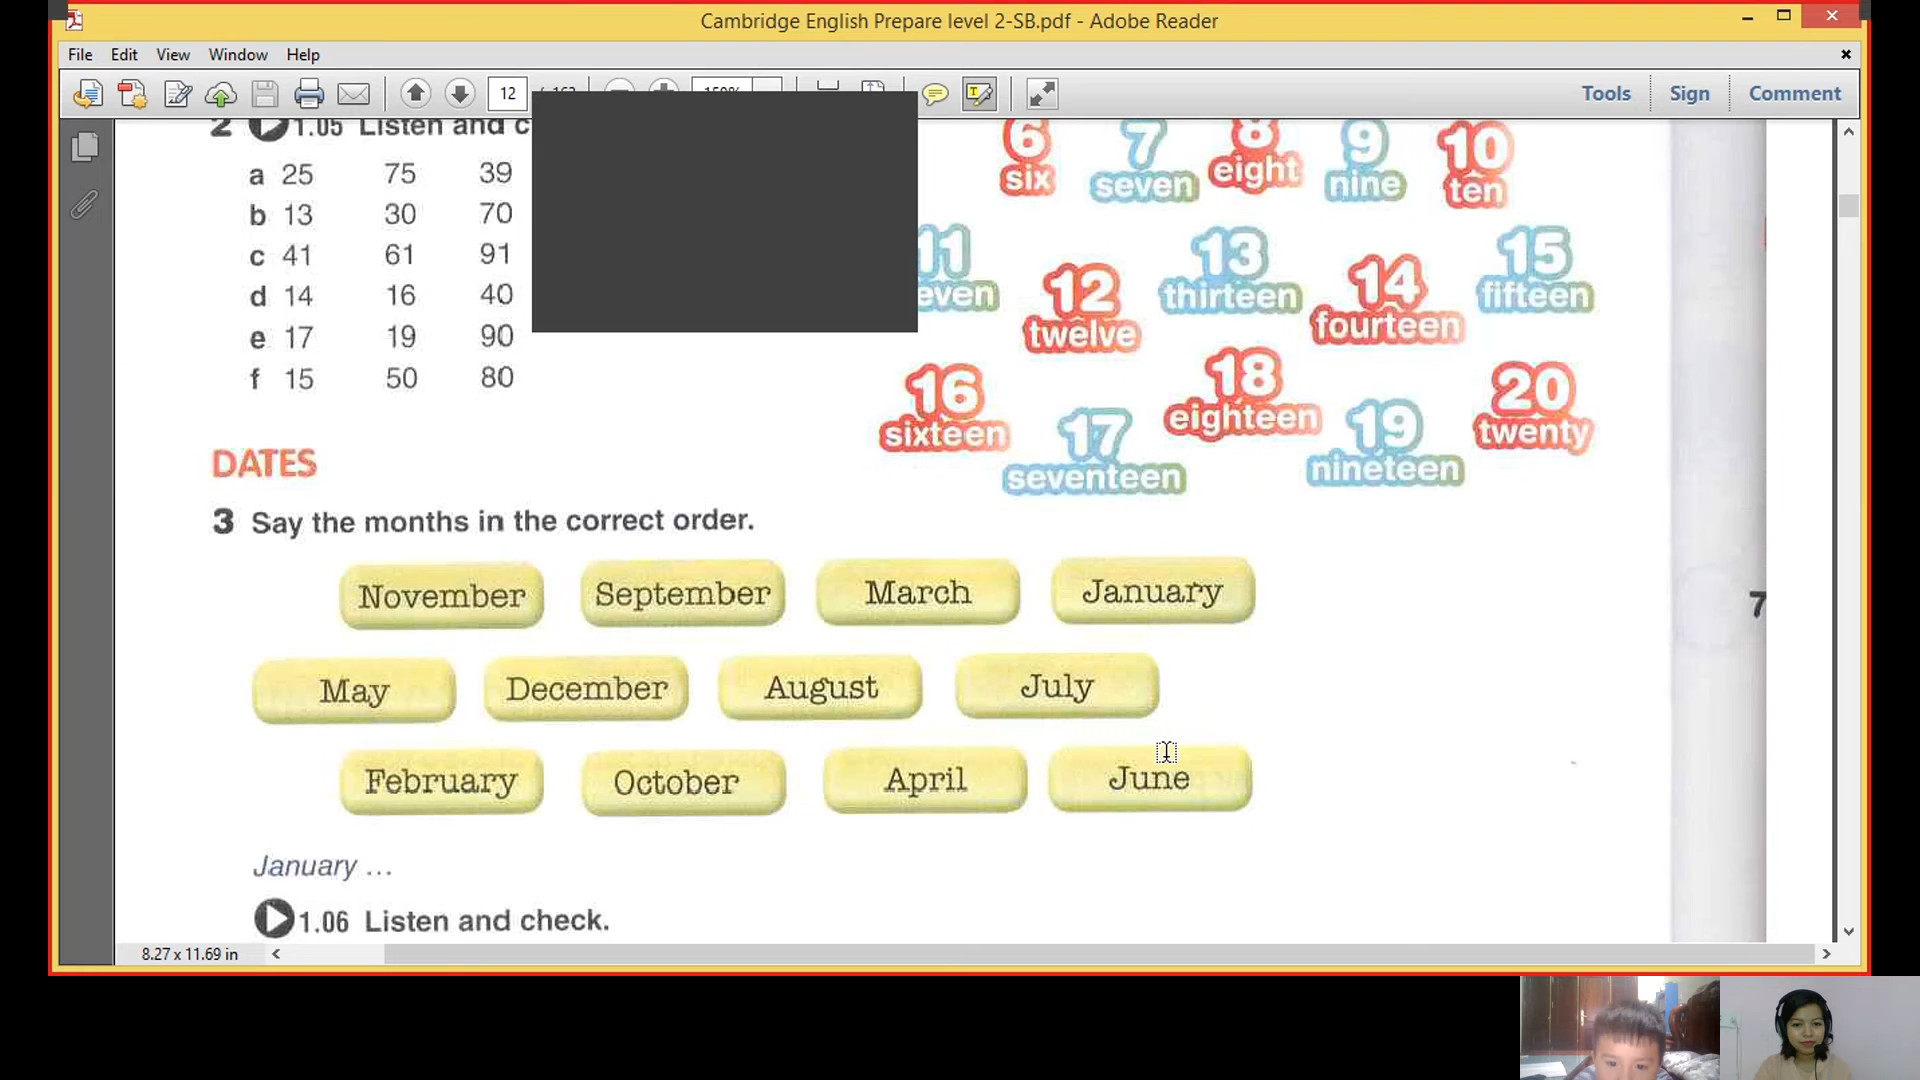 Cambridge English Prepare level 2-SB.pdf - Adobe Reader
File Edit View Window Help
12
Tools Sign Comment
2 1.05 Listen and c
a 25 75 39
b 13 30 70
c 41 61 91
d 14 16 40
e 17 19 90
f 15 50 80
6 six
7 seven
8 eight
9 nine
10 ten
11 even
12 twelve
13 thirteen
14 fourteen
15 fifteen
16 sixteen
17 seventeen
18 eighteen
19 nineteen
20 twenty
DATES
3 Say the months in the correct order.
November September March January
May December August July
February October April June
January ...
1.06 Listen and check.
7
8.27 x 11.69 in